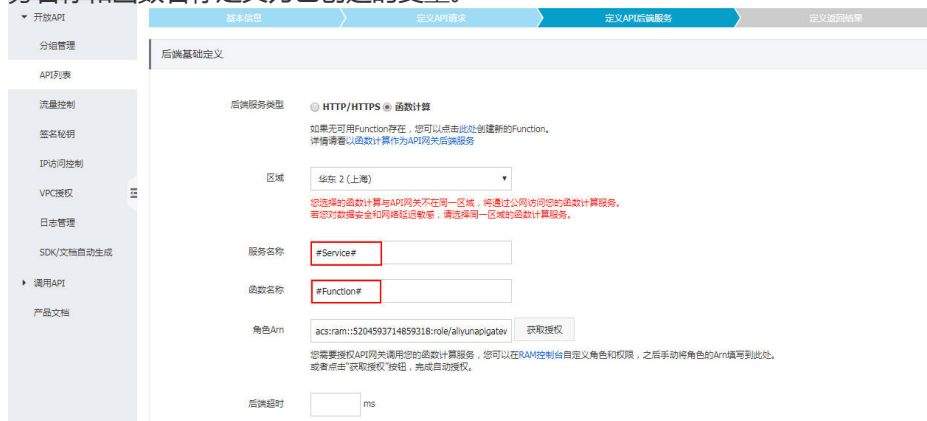 开放API
分组管理
API列表
流量控制
签名秘钥
IP访问控制
VPC授权
日志管理
SDK/文档自动生成
调用API
产品文档
基本信息
定义API请求
定义API后端服务
定义返回结果
后端基础定义
后端服务类型
HTTP/HTTPS 函数计算
如果无可用Function存在，您可以点击此处创建新的Function。
详情请看以函数计算作为API网关后端服务
区域
华东 2 (上海)
您选择的函数计算与API网关不在同一区域，将通过公网访问您的函数计算服务。
若您对数据安全和网络延迟敏感，请选择同一区域的函数计算服务。
服务名称
#Service#
函数名称
#Function#
角色Arn
acs:ram::5204593714859318:role/aliyunapigatew
获取授权
您需要授权API网关调用您的函数计算服务，您可以在RAM控制台自定义角色和权限，之后手动将角色的Arn填写到此处。
或者点击"获取授权"按钮，完成自动授权。
后端超时
ms